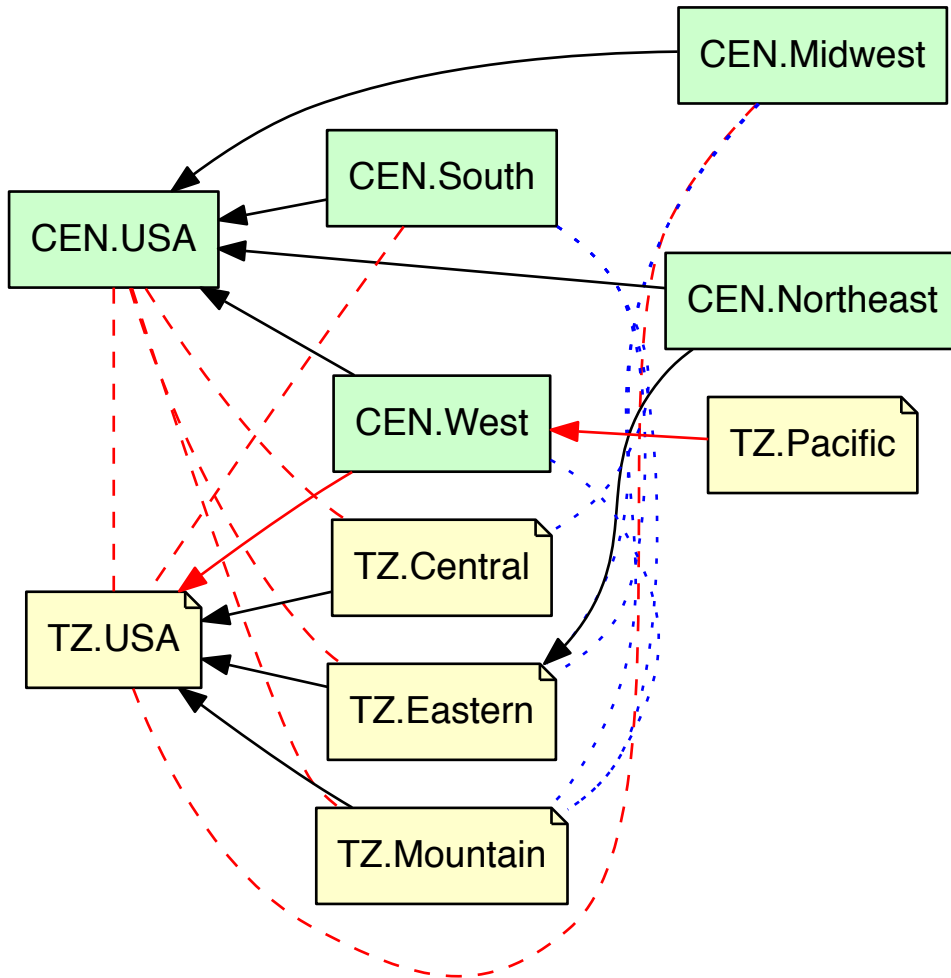 CEN.Midwest
CEN.South
CEN.USA
CEN.Northeast
CEN.West
TZ.Pacific
TZ.Central
TZ.USA
TZ.Eastern
TZ.Mountain